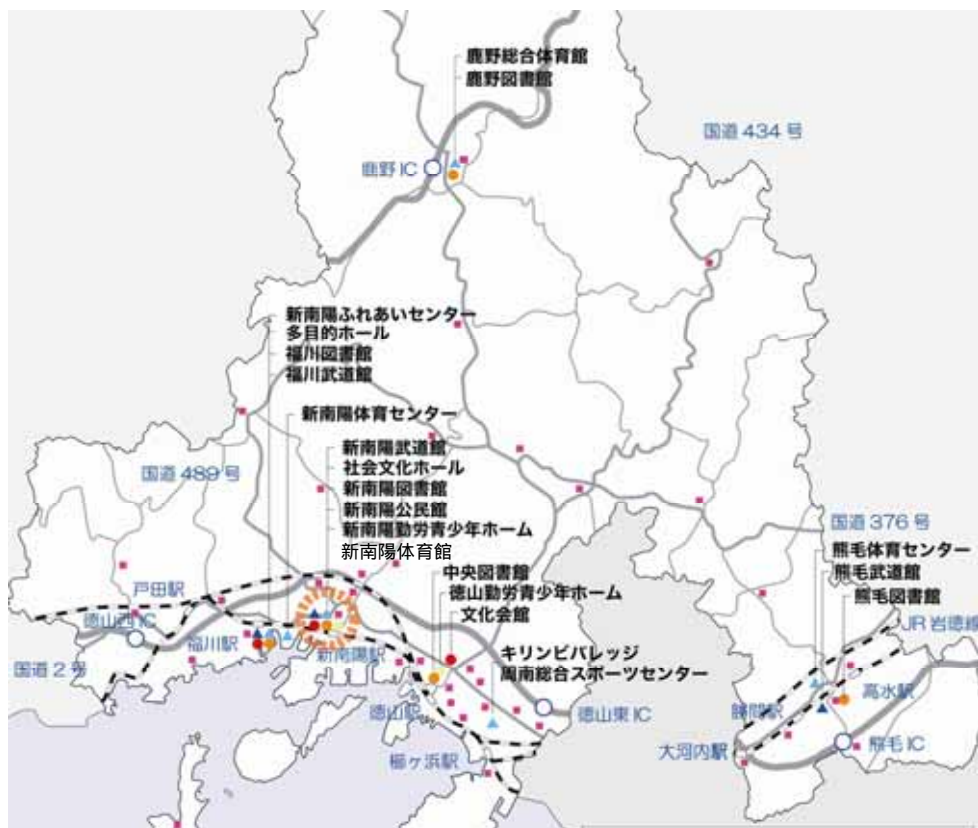 鹿野総合体育館
鹿野図書館
国道 434 号
鹿野 IC
新南陽ふれあいセンター
多目的ホール
福川図書館
福川武道館
新南陽体育センター
新南陽武道館
社会文化ホール
新南陽図書館
新南陽公民館
新南陽勤労青少年ホーム
新南陽体育館
国道 489 号
国道 376 号
熊毛体育センター
熊毛武道館
熊毛図書館
中央図書館
徳山勤労青少年ホーム
文化会館
戸田駅
徳山西 IC
JR 岩徳線
福川駅
新南陽駅
キリンビバレッジ
周南総合スポーツセンター
国道 2 号
徳山駅
徳山東 IC
勝間駅
高水駅
大河内駅
熊毛 IC
櫛ヶ浜駅